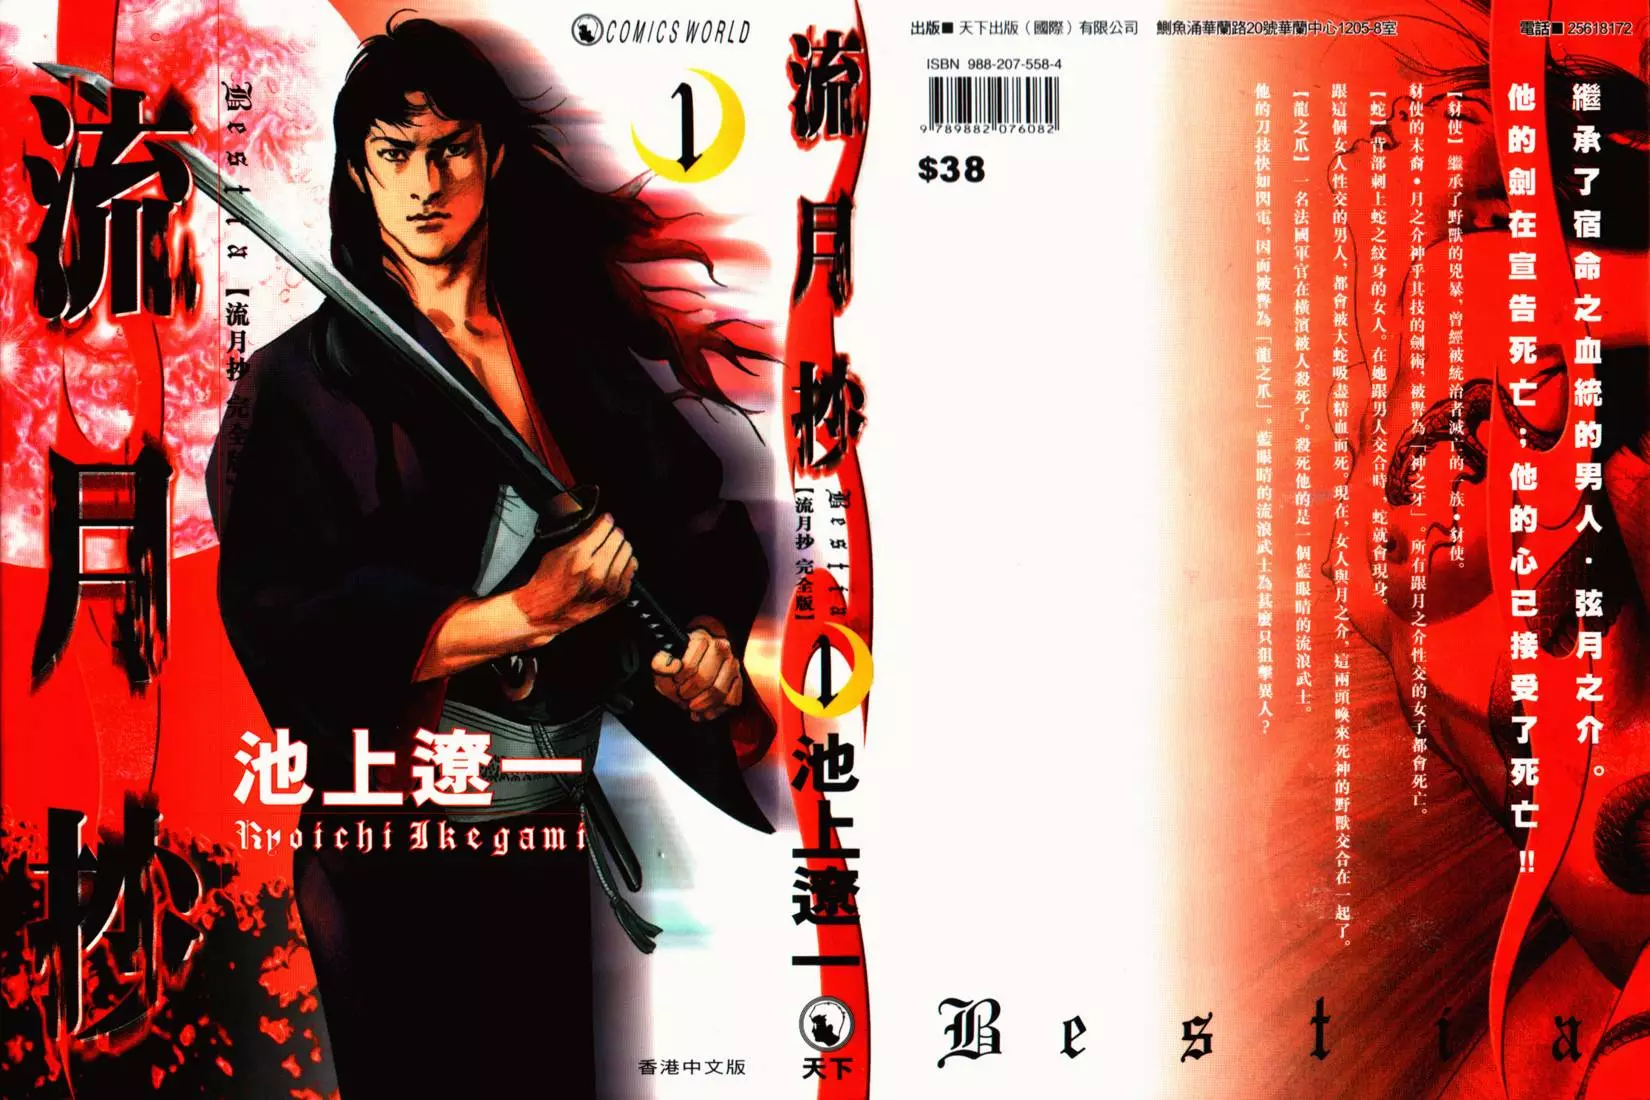 流月抄
Bestia
【流月抄 完全版】
COMICS WORLD
1
池上遼一
Ryoichi Ikegami
香港中文版
流月抄
【流月抄 完全版】
Bestia
1
池上遼一
天下
出版■ 天下出版（國際）有限公司 鰂魚涌華蘭路20號華蘭中心1205-8室 電話■ 25618172
ISBN 988-207-558-4
9 789882 076082
$38
繼承了宿命之血統的男人．弦月之介。
他的劍在宣告死亡；他的心已接受了死亡!!
【豺使】繼承了野獸的兇暴，曾經被統治者滅亡的一族•豺使。
豺使的末裔•月之介神乎其技的劍術，被譽為「神之牙」。所有跟月之介性交的女子都會死亡。
【蛇】背部刺上蛇之紋身的女人。在她跟男人交合時，蛇就會現身。
跟這個女人性交的男人，都會被大蛇吸盡精血而死。現在，女人與月之介，這兩頭喚來死神的野獸交合在一起了。
【龍之爪】一名法國軍官在橫濱被人殺死了。殺死他的是一個藍眼睛的流浪武士。
他的刀技快如閃電，因而被譽為「龍之爪」。藍眼睛的流浪武士為甚麼只狙擊異人？
Bestia